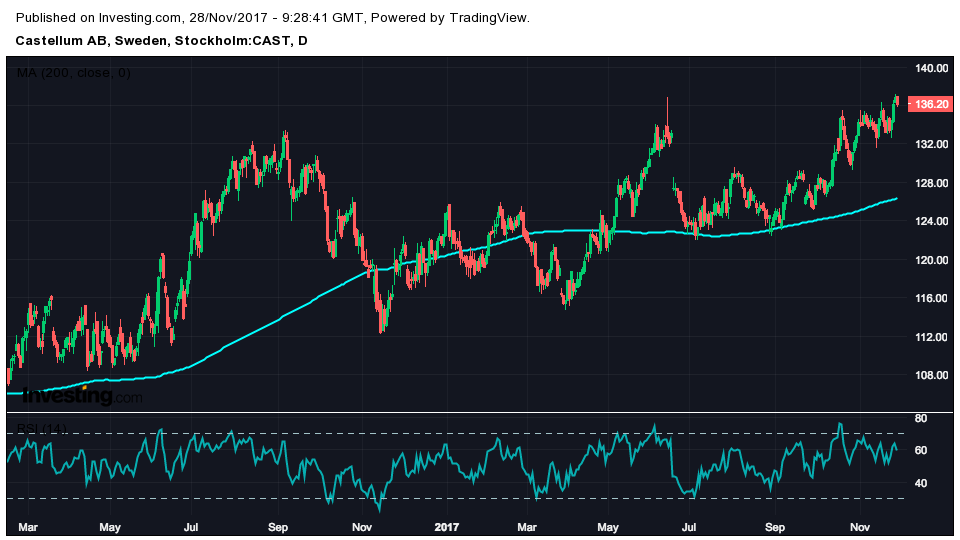 Published on Investing.com, 28/Nov/2017 - 9:28:41 GMT, Powered by TradingView.
Castellum AB, Sweden, Stockholm:CAST, D
MA (200, close, 0)
140.00
136.20
132.00
128.00
124.00
120.00
116.00
112.00
108.00
Investing.com
RSI (14)
80
60
40
Mar May Jul Sep Nov 2017 Mar May Jul Sep Nov